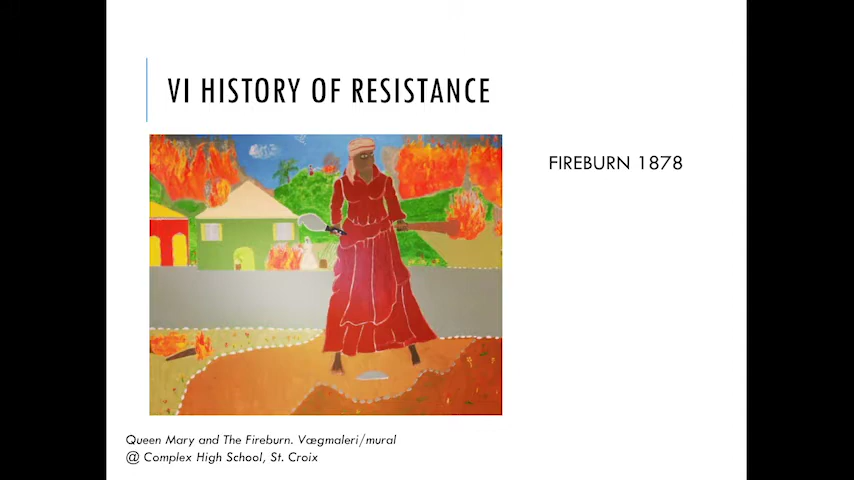 VI HISTORY OF RESISTANCE
FIREBURN 1878
Queen Mary and The Fireburn. Vægmaleri/mural
@ Complex High School, St. Croix